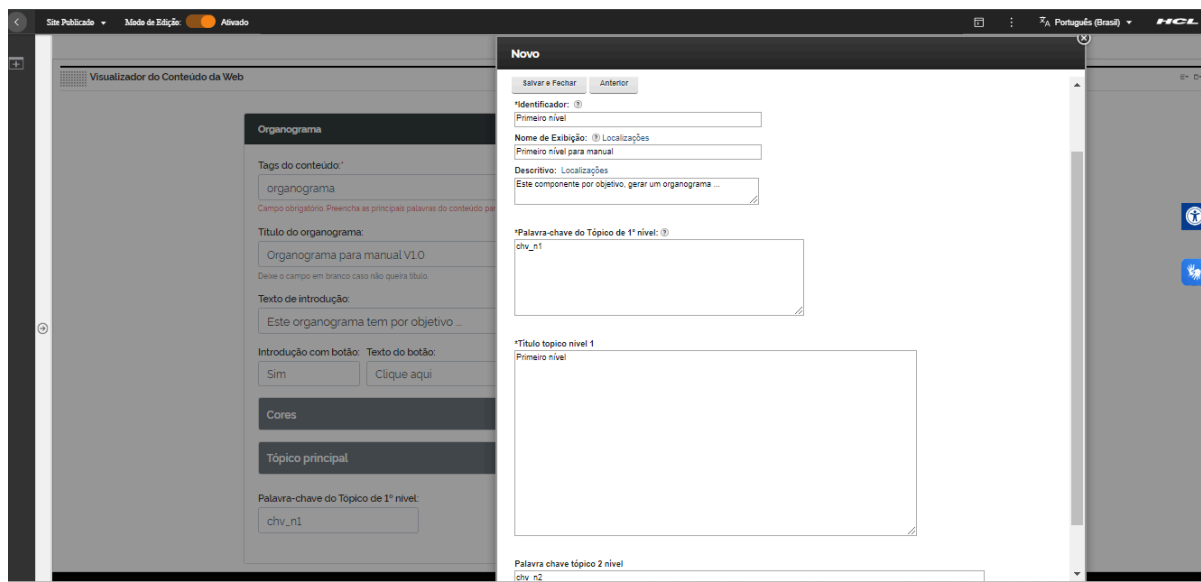 Site Publicado
Modo de Edição:
Ativado
Português (Brasil)
HCL
Visualizador do Conteúdo da Web
Organograma
Tags do conteúdo:*
organograma
Campo obrigatório. Preencha as principais palavras do conteúdo par
Título do organograma:
Organograma para manual V1.0
Deixe o campo em branco caso não queira título.
Texto de introdução:
Este organograma tem por objetivo ...
Introdução com botão: Texto do botão:
Sim
Clique aqui
Cores
Tópico principal
Palavra-chave do Tópico de 1º nível:
chv_n1
Novo
Salvar e Fechar
Anterior
*Identificador:
Primeiro nível
Nome de Exibição: Localizações
Primeiro nível para manual
Descritivo: Localizações
Este componente por objetivo, gerar um organograma ...
*Palavra-chave do Tópico de 1º nível:
chv_n1
*Título topico nivel 1
Primeiro nível
Palavra chave tópico 2 nivel
chv_n2